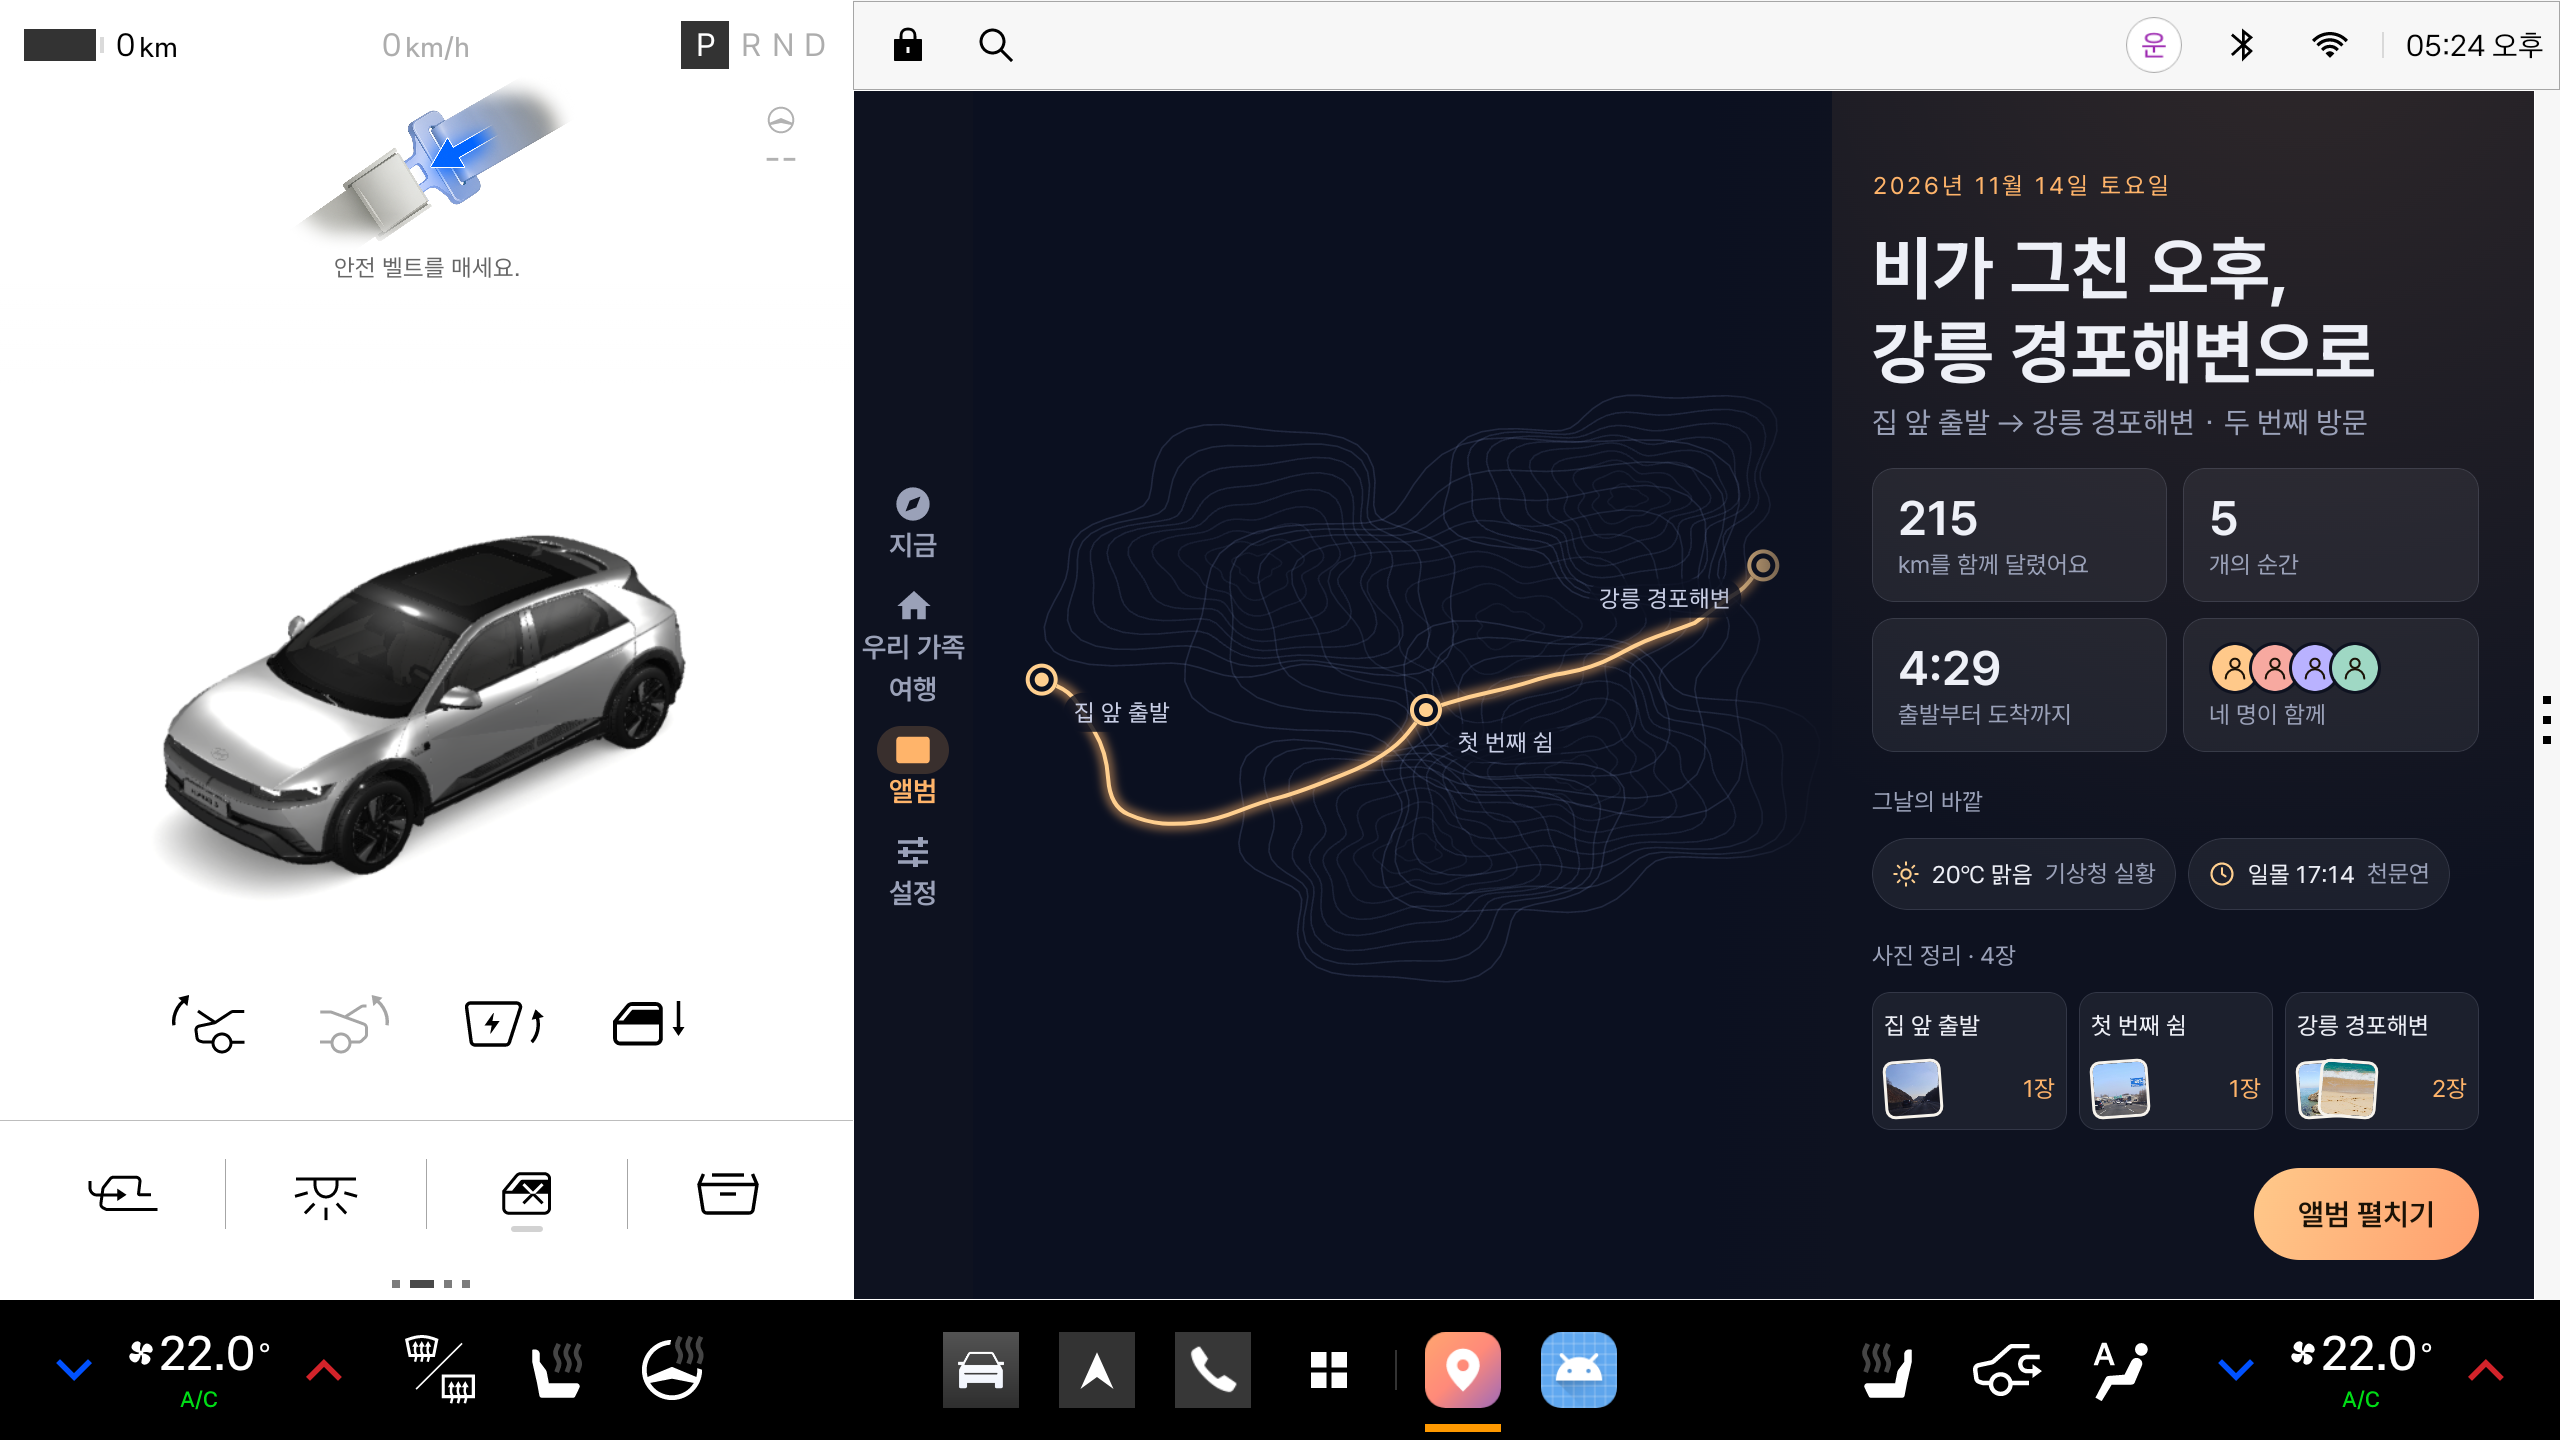 0 km
0 km/h
P R N D
운
05:24 오후
안전 벨트를 매세요.
지금
우리 가족
여행
앨범
설정
집 앞 출발
첫 번째 쉼
강릉 경포해변
2026년 11월 14일 토요일
비가 그친 오후,
강릉 경포해변으로
집 앞 출발 → 강릉 경포해변 · 두 번째 방문
215
km를 함께 달렸어요
5
개의 순간
4:29
출발부터 도착까지
네 명이 함께
그날의 바깥
20°C 맑음 기상청 실황
일몰 17:14 천문연
사진 정리 · 4장
집 앞 출발
1장
첫 번째 쉼
1장
강릉 경포해변
2장
앨범 펼치기
22.0°
A/C
A
22.0°
A/C